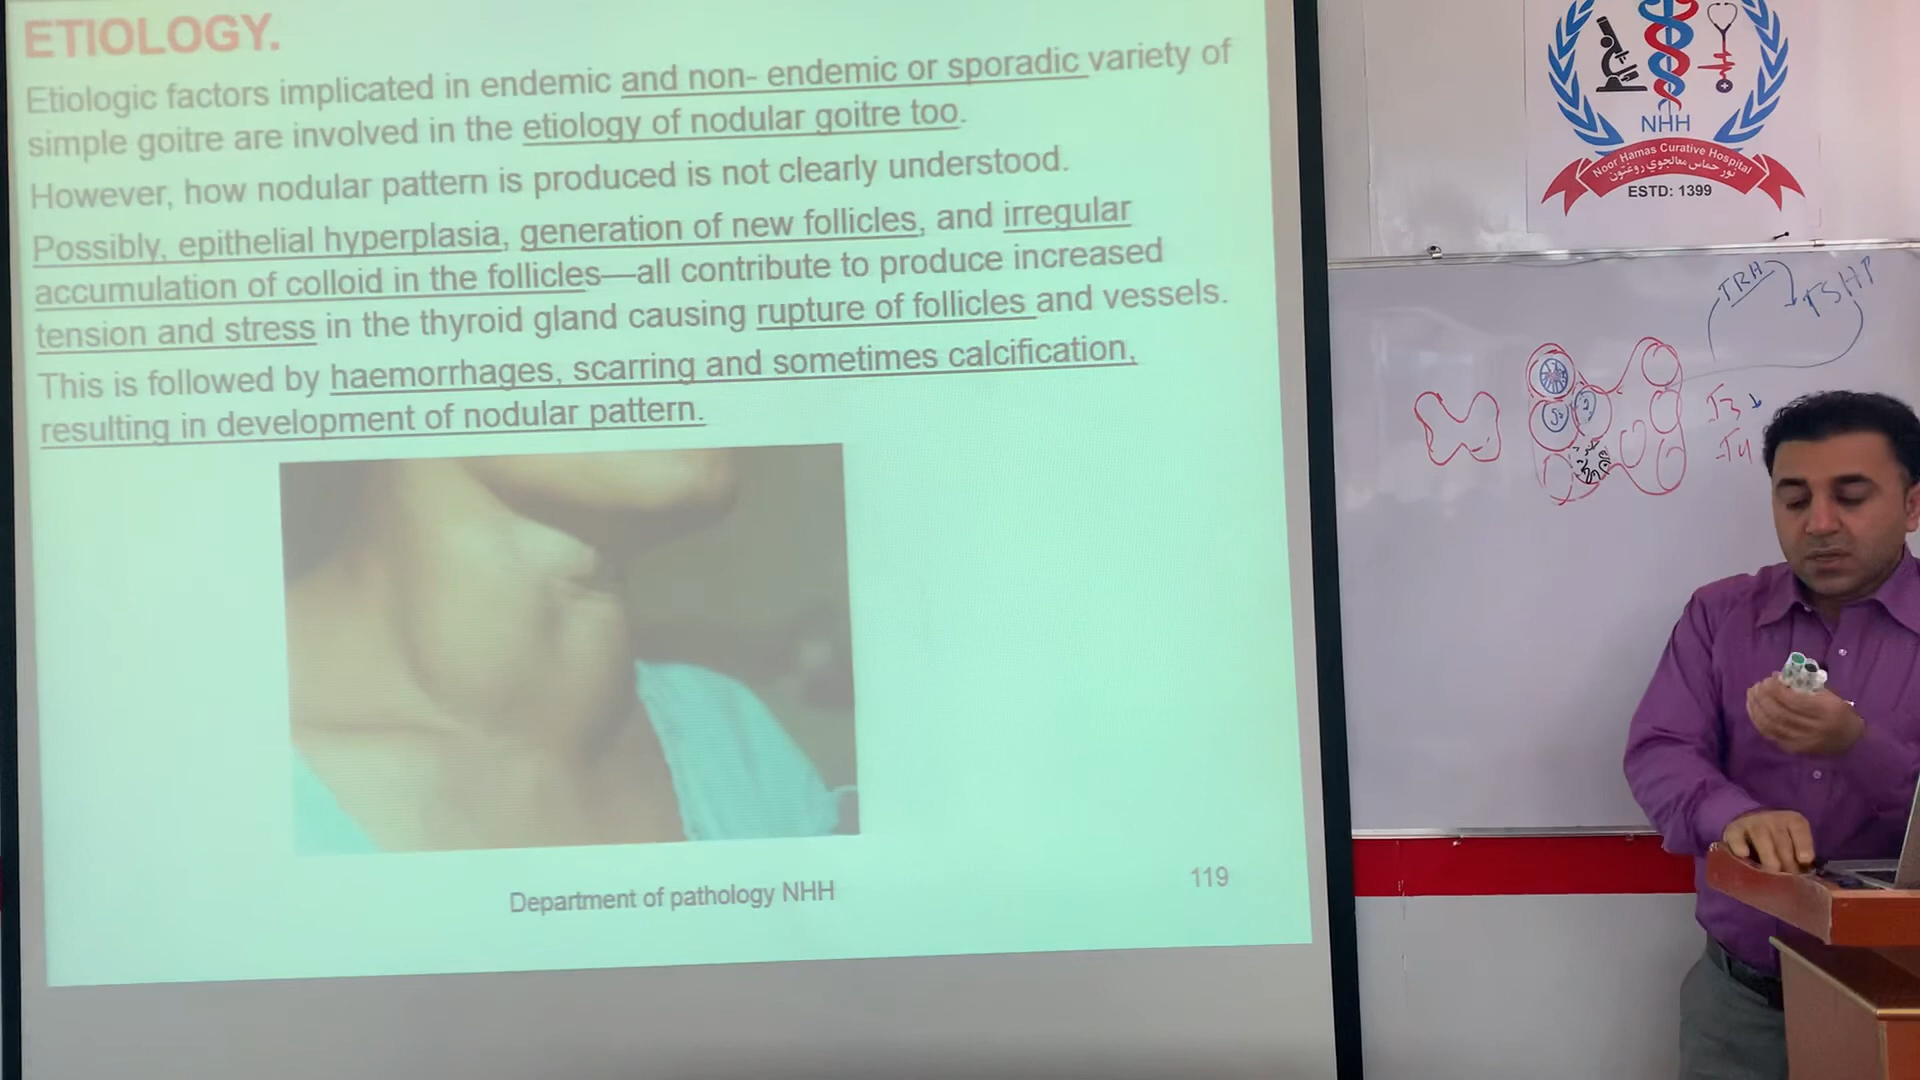 ETIOLOGY.
Etiologic factors implicated in endemic and non- endemic or sporadic variety of
simple goitre are involved in the etiology of nodular goitre too.
However, how nodular pattern is produced is not clearly understood.
Possibly, epithelial hyperplasia, generation of new follicles, and irregular
accumulation of colloid in the follicles—all contribute to produce increased
tension and stress in the thyroid gland causing rupture of follicles and vessels.
This is followed by haemorrhages, scarring and sometimes calcification,
resulting in development of nodular pattern.
Department of pathology NHH
119
NHH
Noor Hamas Curative Hospital
نور حماس معالجوي روغتون
ESTD: 1399
TRH
TSH
T3
T4